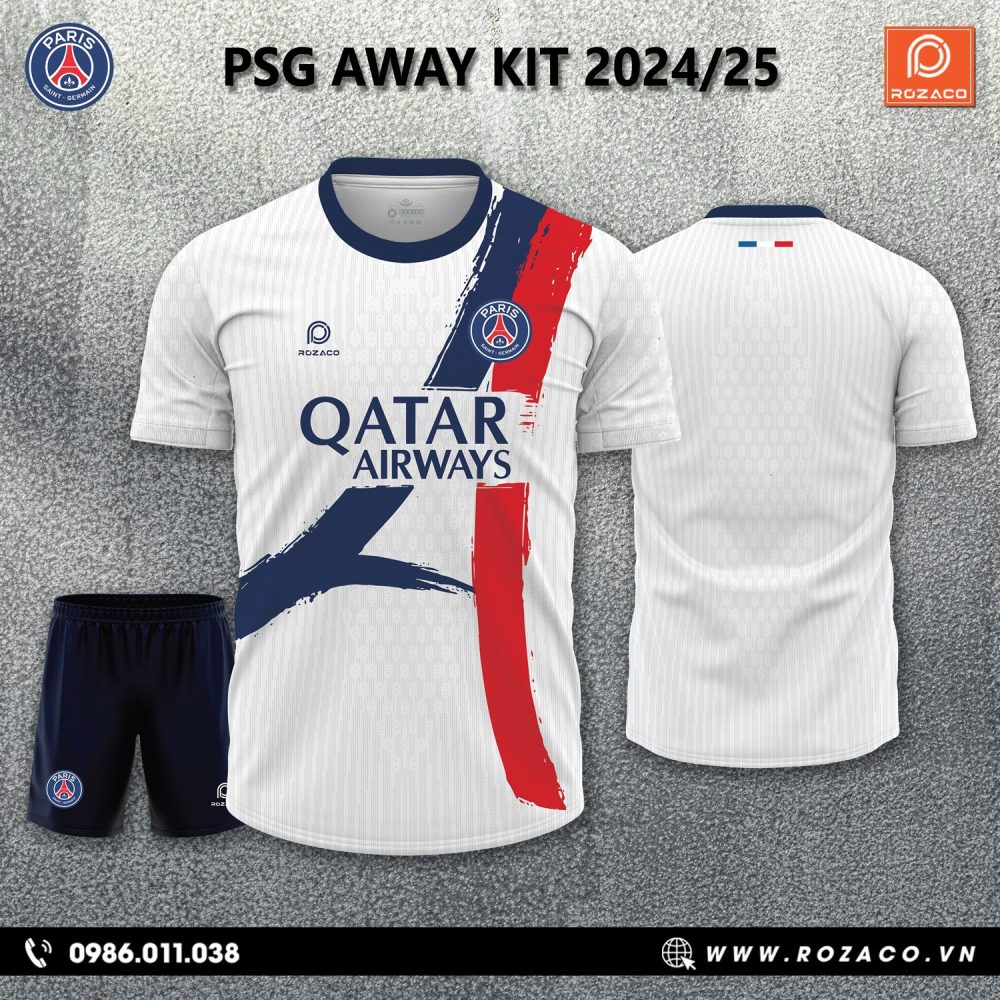 PARIS
SAINT-GERMAIN
PSG AWAY KIT 2024/25
ROZACO
PARIS
SAINT-GERMAIN
ROZACO
QATAR
AIRWAYS
PARIS
SAINT-GERMAIN
ROZACO
0986.011.038
WWW.ROZACO.VN